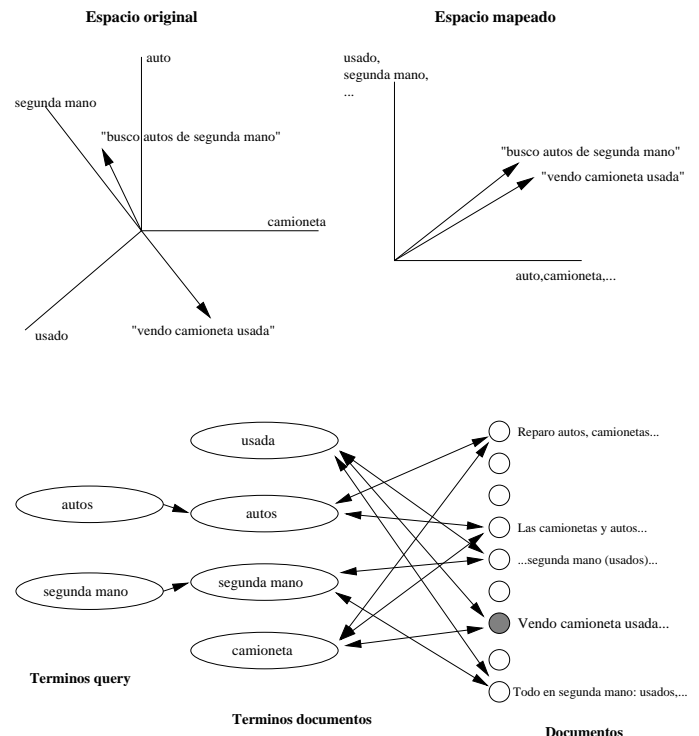 Espacio original
Espacio mapeado
auto
segunda mano
"busco autos de segunda mano"
camioneta
usado
"vendo camioneta usada"
usado,
segunda mano,
...
"busco autos de segunda mano"
"vendo camioneta usada"
auto,camioneta,...
usada
autos
segunda mano
autos
segunda mano
camioneta
Reparo autos, camionetas...
Las camionetas y autos...
...segunda mano (usados)...
Vendo camioneta usada...
Todo en segunda mano: usados,...
Terminos query
Terminos documentos
Documentos